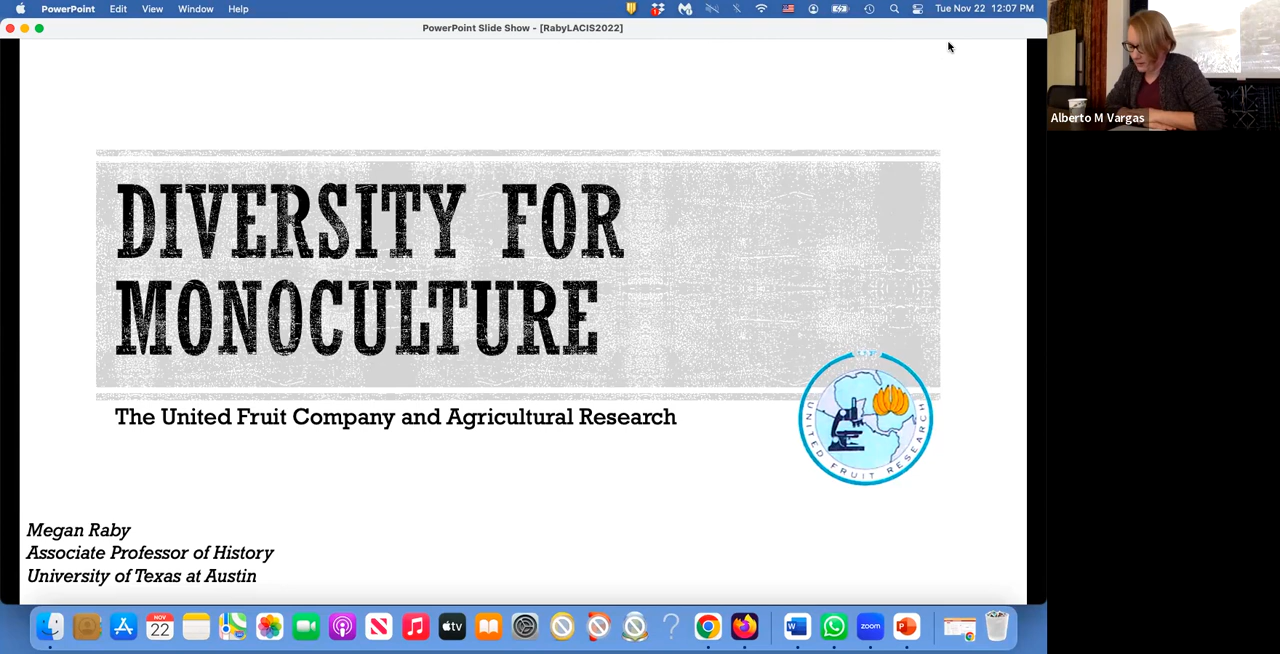 PowerPoint Edit View Window Help
Tue Nov 22 12:07 PM
PowerPoint Slide Show - [RabyLACIS2022]
Alberto M Vargas
DIVERSITY FOR
MONOCULTURE
The United Fruit Company and Agricultural Research
UNITED FRUIT RESEARCH
Megan Raby
Associate Professor of History
University of Texas at Austin
NOV
22
tv
W
zoom
P